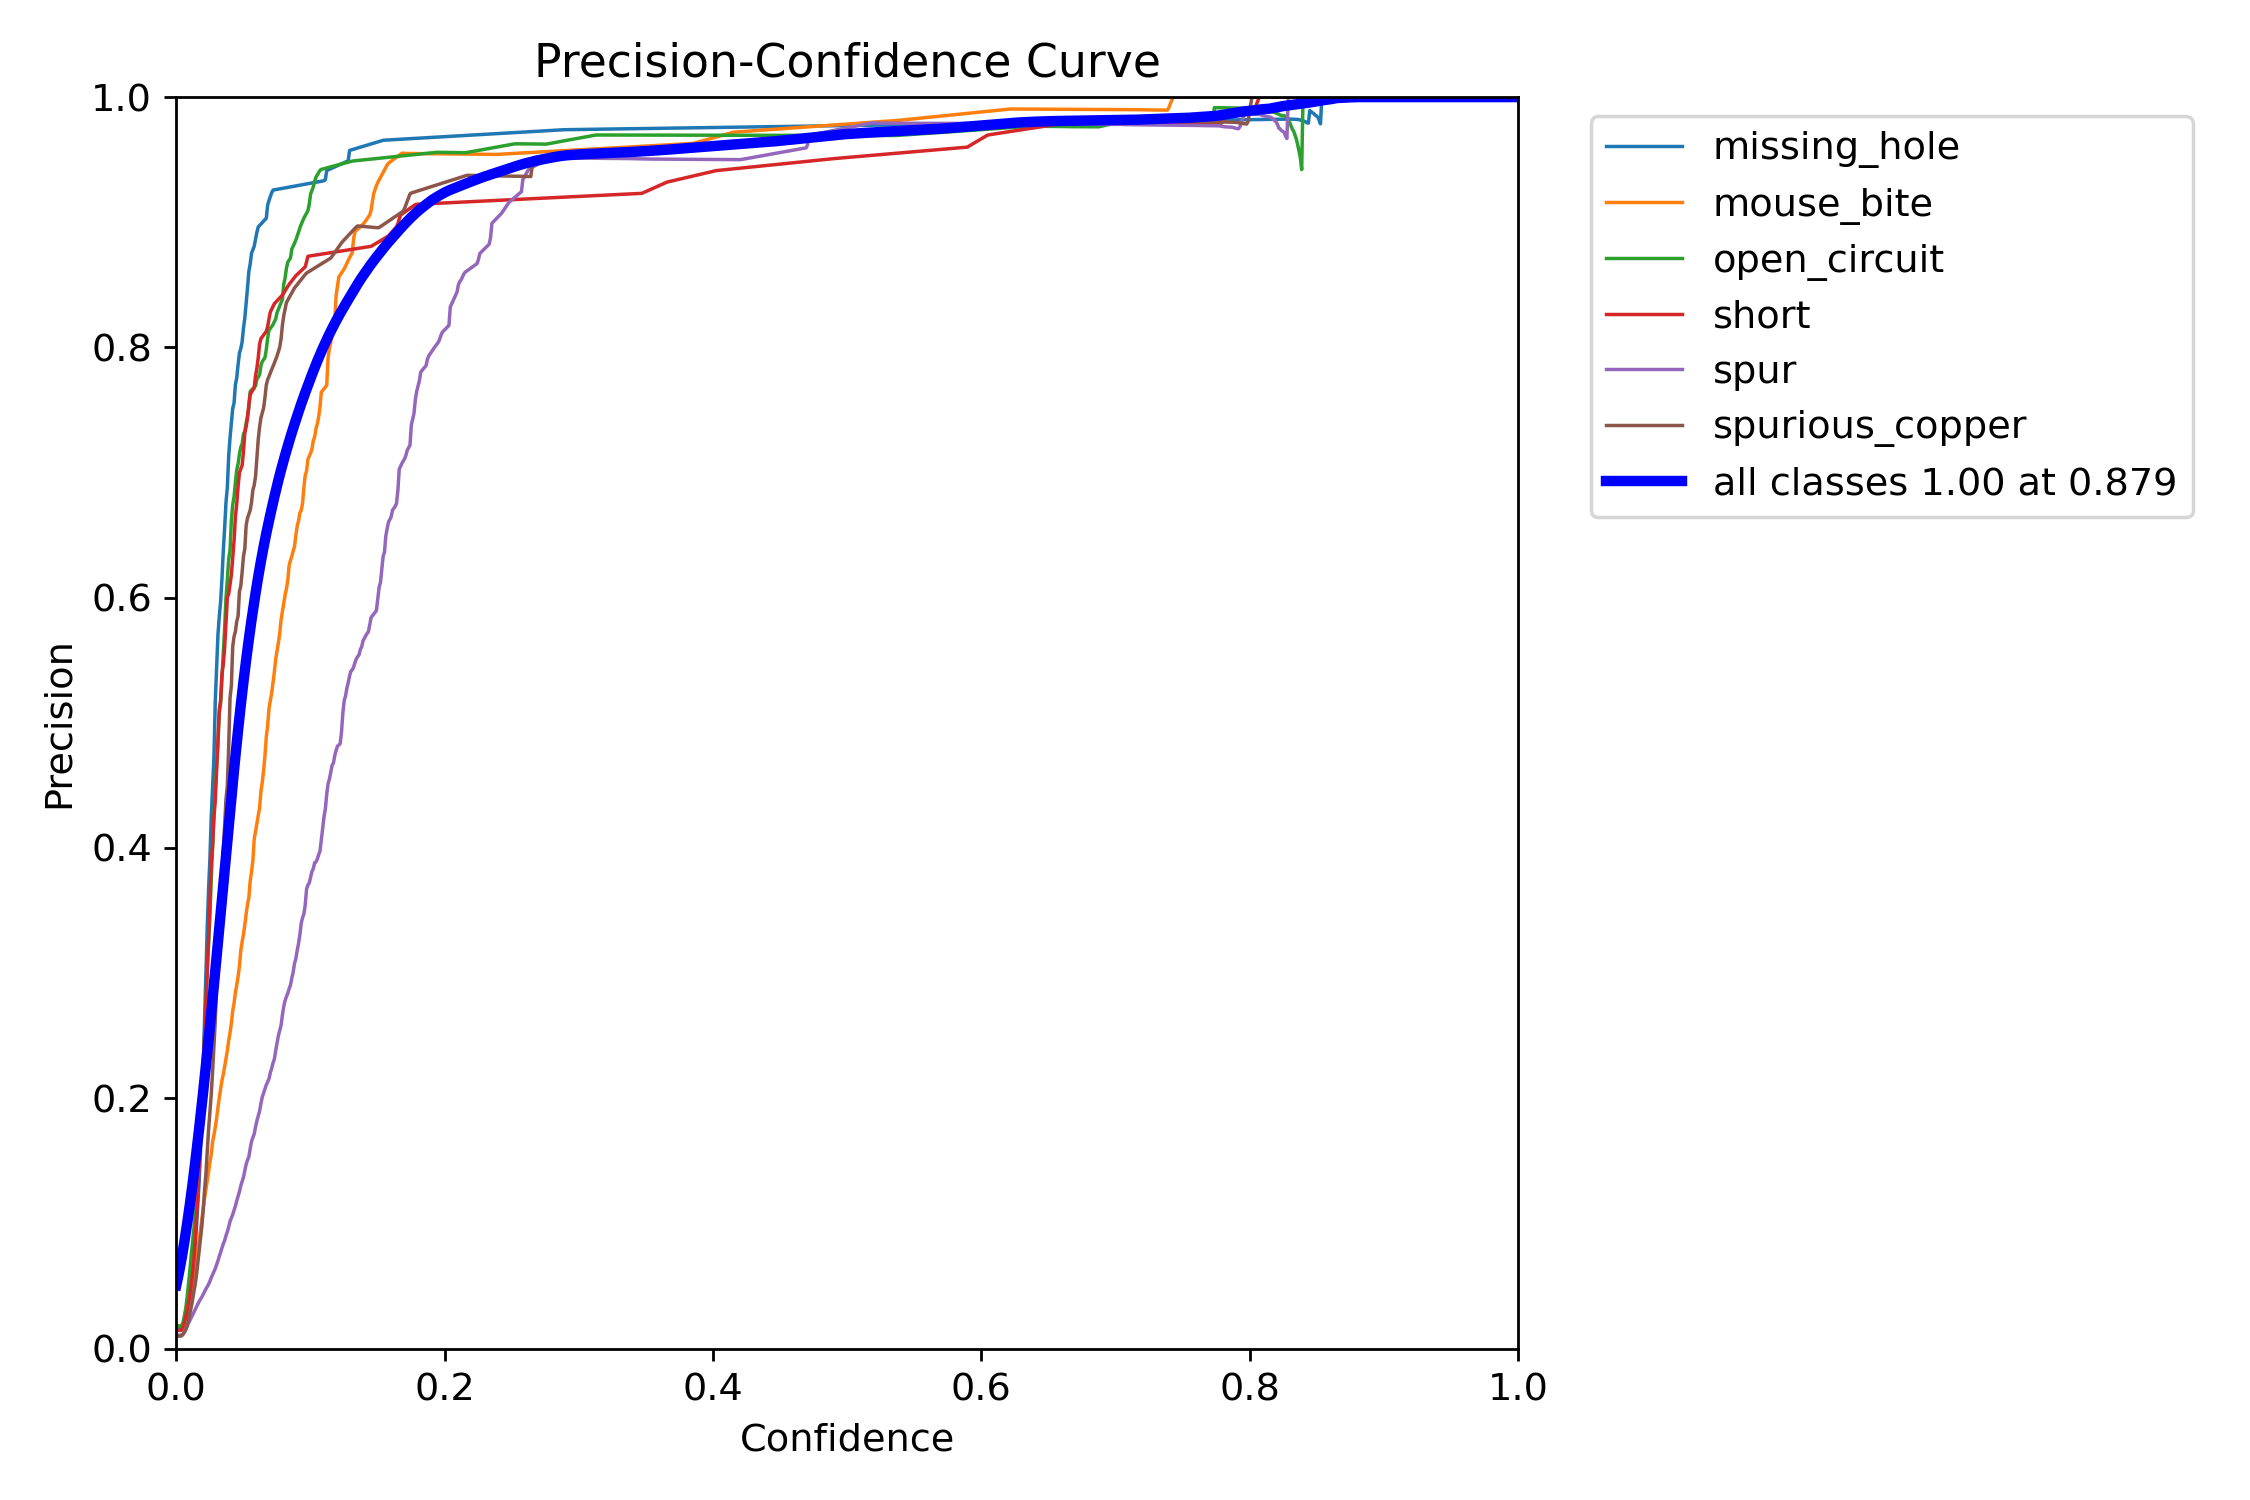 Precision-Confidence Curve
1.0
0.8
0.6
0.4
0.2
0.0
Precision
0.0 0.2 0.4 0.6 0.8 1.0
Confidence
missing_hole
mouse_bite
open_circuit
short
spur
spurious_copper
all classes 1.00 at 0.879